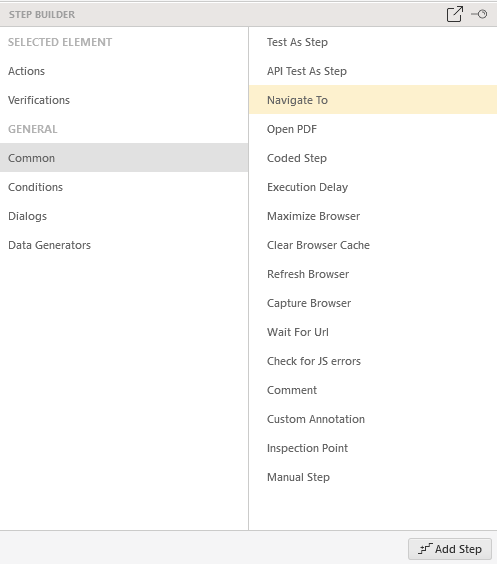 STEP BUILDER
SELECTED ELEMENT
Actions
Verifications
GENERAL
Common
Conditions
Dialogs
Data Generators
Test As Step
API Test As Step
Navigate To
Open PDF
Coded Step
Execution Delay
Maximize Browser
Clear Browser Cache
Refresh Browser
Capture Browser
Wait For Url
Check for JS errors
Comment
Custom Annotation
Inspection Point
Manual Step
Add Step